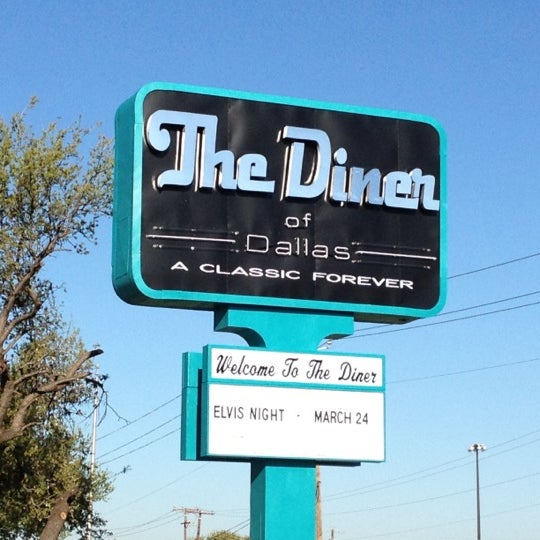 The Diner
of
Dallas
A CLASSIC FOREVER
Welcome To The Diner
ELVIS NIGHT - MARCH 24